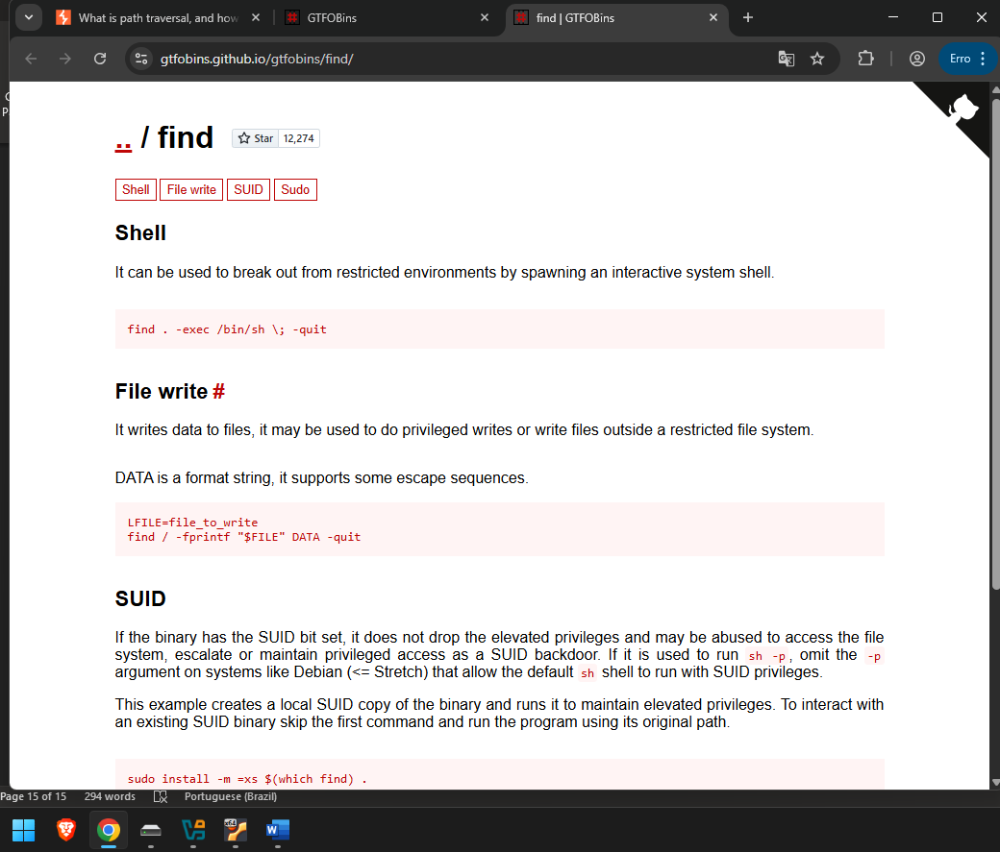 What is path traversal, and how
GTFOBins
find | GTFOBins
gtfobins.github.io/gtfobins/find/
Erro
.. / find
Star 12,274
Shell File write SUID Sudo
Shell
It can be used to break out from restricted environments by spawning an interactive system shell.
find . -exec /bin/sh \; -quit
File write #
It writes data to files, it may be used to do privileged writes or write files outside a restricted file system.
DATA is a format string, it supports some escape sequences.
LFILE=file_to_write
find / -fprintf "$FILE" DATA -quit
SUID
If the binary has the SUID bit set, it does not drop the elevated privileges and may be abused to access the file
system, escalate or maintain privileged access as a SUID backdoor. If it is used to run sh -p, omit the -p
argument on systems like Debian (<= Stretch) that allow the default sh shell to run with SUID privileges.
This example creates a local SUID copy of the binary and runs it to maintain elevated privileges. To interact with
an existing SUID binary skip the first command and run the program using its original path.
sudo install -m =xs $(which find) .
Page 15 of 15 294 words Portuguese (Brazil)